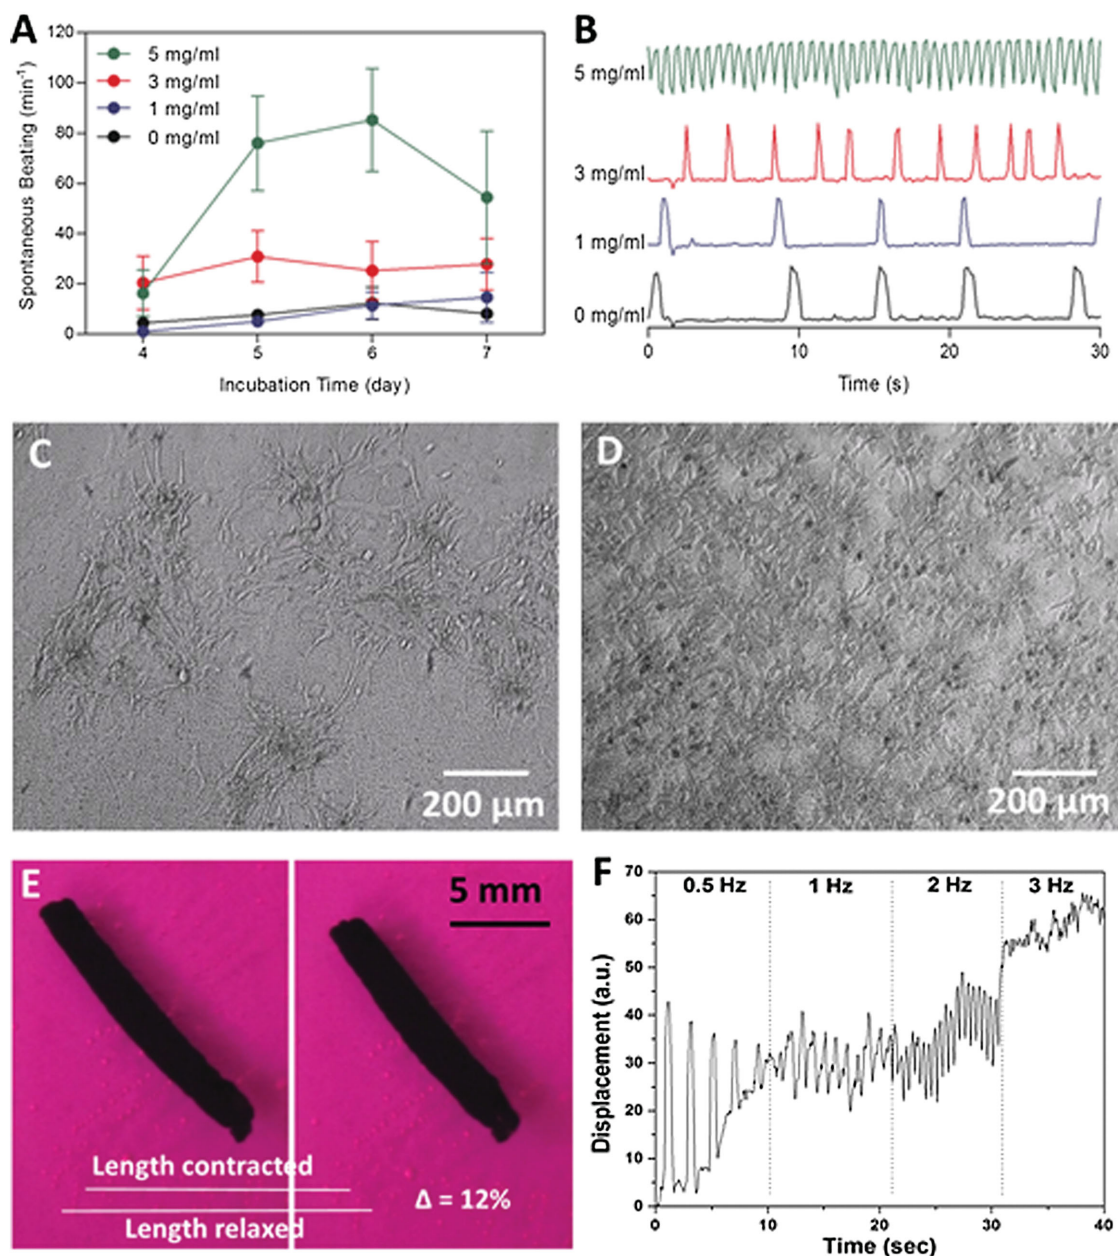 A
120
100
80
60
40
20
0
Spontaneous Beating (min⁻¹)
5 mg/ml
3 mg/ml
1 mg/ml
0 mg/ml
4 5 6 7
Incubation Time (day)
B
5 mg/ml
3 mg/ml
1 mg/ml
0 mg/ml
0 10 20 30
Time (s)
C
200 µm
D
200 µm
E
5 mm
Length contracted
Length relaxed
Δ = 12%
F
0.5 Hz 1 Hz 2 Hz 3 Hz
70
60
50
40
30
20
10
0
Displacement (a.u.)
0 10 20 30 40
Time (sec)